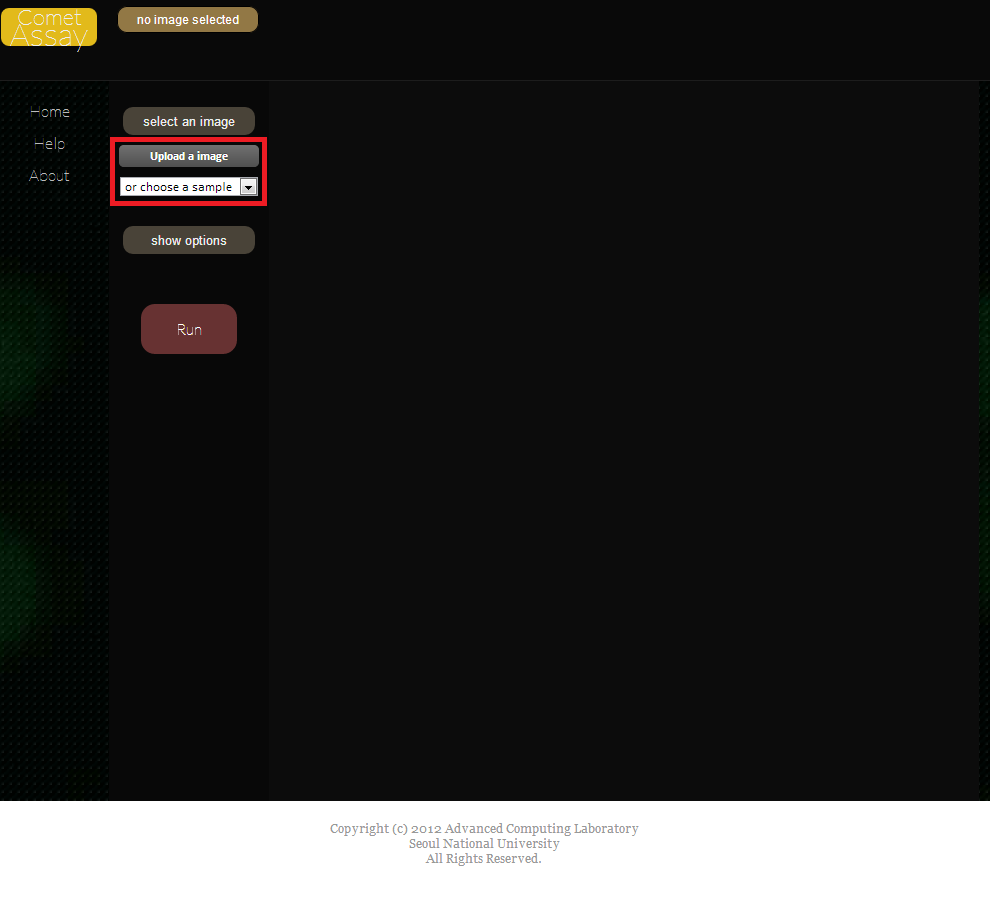 Comet
Assay
no image selected
Home
Help
About
select an image
Upload a image
or choose a sample
show options
Run
Copyright (c) 2012 Advanced Computing Laboratory
Seoul National University
All Rights Reserved.